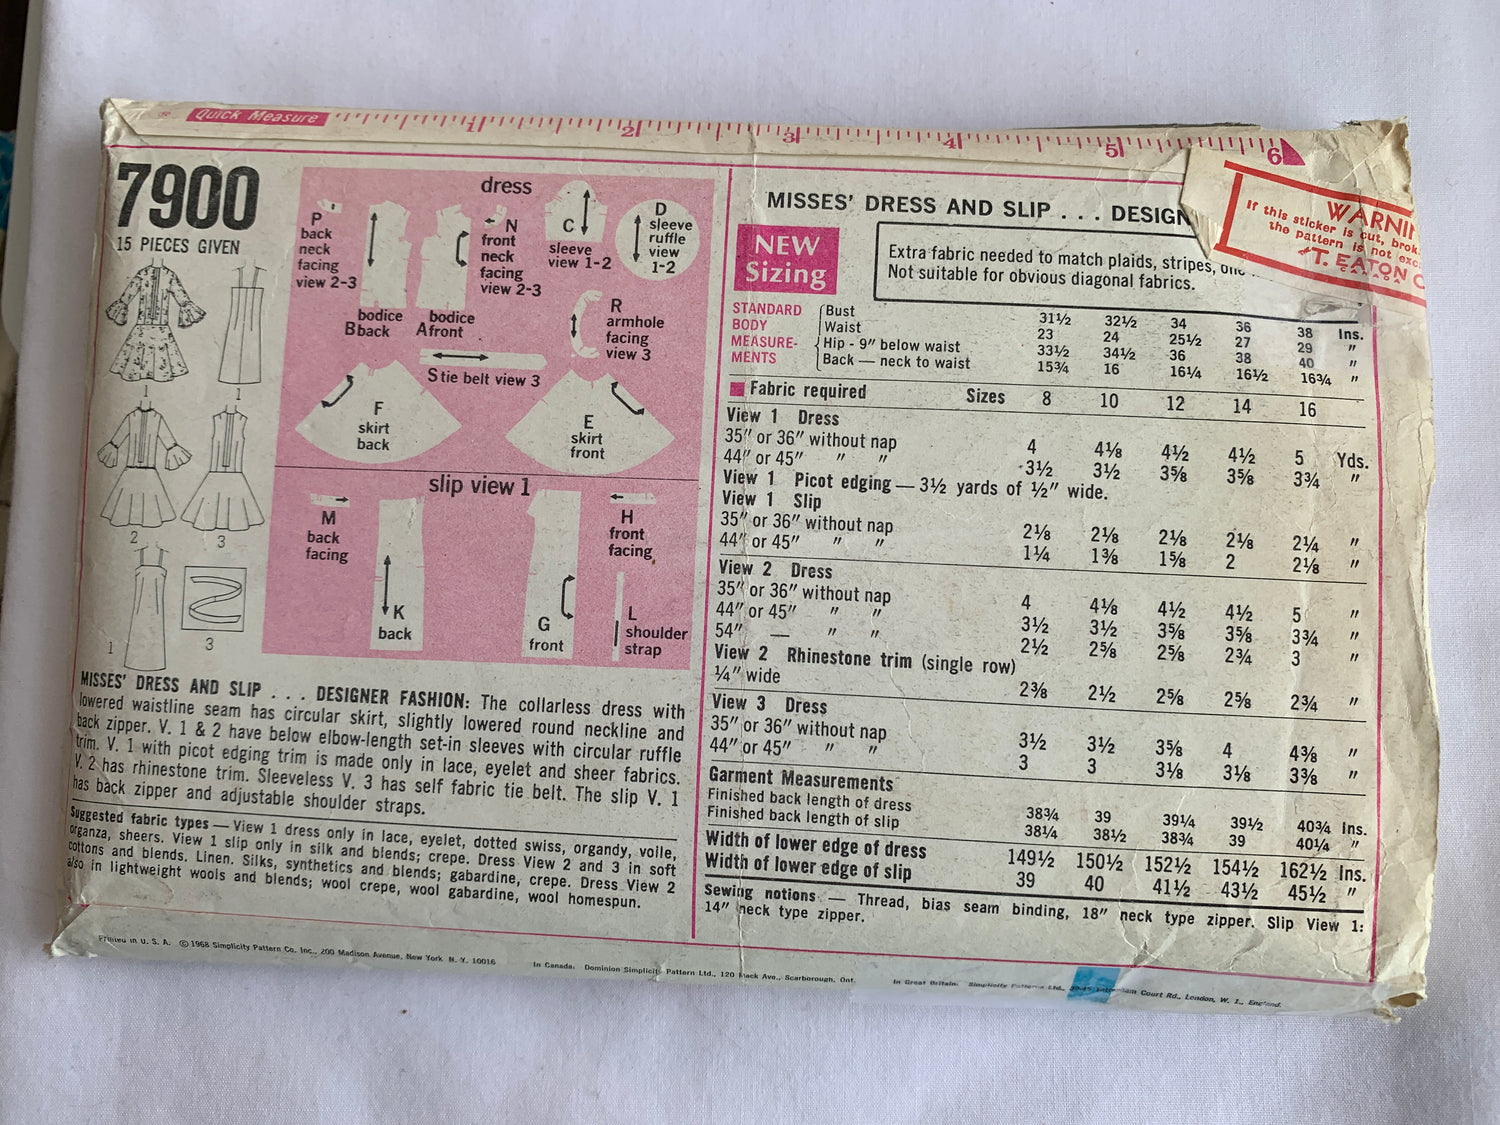 Quick Measure
1 2 3 4 5 6
7900
15 PIECES GIVEN
1
1
2
3
1
3
dress
P
back
neck
facing
view 2-3
B bodice
back
A bodice
front
N
front
neck
facing
view 2-3
C
sleeve
view 1-2
D
sleeve
ruffle
view
1-2
R
armhole
facing
view 3
S tie belt view 3
F
skirt
back
E
skirt
front
slip view 1
M
back
facing
K
back
G
front
H
front
facing
L
shoulder
strap
MISSES' DRESS AND SLIP . . . DESIGNER FASHION: The collarless dress with
lowered waistline seam has circular skirt, slightly lowered round neckline and
back zipper. V. 1 & 2 have below elbow-length set-in sleeves with circular ruffle
trim. V. 1 with picot edging trim is made only in lace, eyelet and sheer fabrics.
V. 2 has rhinestone trim. Sleeveless V. 3 has self fabric tie belt. The slip V. 1
has back zipper and adjustable shoulder straps.
Suggested fabric types — View 1 dress only in lace, eyelet, dotted swiss, organdy, voile,
organza, sheers. View 1 slip only in silk and blends; crepe. Dress View 2 and 3 in soft
cottons and blends. Linen. Silks, synthetics and blends; gabardine, crepe. Dress View 2
also in lightweight wools and blends; wool crepe, wool gabardine, wool homespun.
MISSES' DRESS AND SLIP . . . DESIGN
WARNIN
If this sticker is cut, brok
the pattern is not exc
T. EATON C
CANADA
NEW
Sizing
Extra fabric needed to match plaids, stripes, one
Not suitable for obvious diagonal fabrics.
STANDARD
BODY
MEASURE-
MENTS
Bust 31½ 32½ 34 36 38 Ins.
Waist 23 24 25½ 27 29 "
Hip - 9" below waist 33½ 34½ 36 38 40 "
Back — neck to waist 15¾ 16 16¼ 16½ 16¾ "
Fabric required Sizes 8 10 12 14 16
View 1 Dress
35" or 36" without nap 4 4⅛ 4½ 4½ 5 Yds.
44" or 45" " " 3½ 3½ 3⅝ 3⅝ 3¾ "
View 1 Picot edging — 3½ yards of ½" wide.
View 1 Slip
35" or 36" without nap 2⅛ 2⅛ 2⅛ 2⅛ 2¼ "
44" or 45" " " 1¼ 1⅜ 1⅝ 2 2⅛ "
View 2 Dress
35" or 36" without nap 4 4⅛ 4½ 4½ 5 "
44" or 45" " " 3½ 3½ 3⅝ 3⅝ 3¾ "
54" — " " 2½ 2⅝ 2⅝ 2¾ 3 "
View 2 Rhinestone trim (single row)
¼" wide 2⅜ 2½ 2⅝ 2⅝ 2¾ "
View 3 Dress
35" or 36" without nap 3½ 3½ 3⅝ 4 4⅜ "
44" or 45" " " 3 3 3⅛ 3⅛ 3⅜ "
Garment Measurements
Finished back length of dress 38¾ 39 39¼ 39½ 40¾ Ins.
Finished back length of slip 38¼ 38½ 38¾ 39 40¼ "
Width of lower edge of dress 149½ 150½ 152½ 154½ 162½ Ins.
Width of lower edge of slip 39 40 41½ 43½ 45½ "
Sewing notions — Thread, bias seam binding, 18" neck type zipper. Slip View 1:
14" neck type zipper.
Printed in U. S. A. © 1968 Simplicity Pattern Co. Inc., 200 Madison Avenue, New York, N. Y. 10016
In Canada: Dominion Simplicity Pattern Ltd., 120 Mack Ave., Scarborough, Ont.
In Great Britain: Simplicity Patterns Ltd., Court Rd., London, W. 1., England.